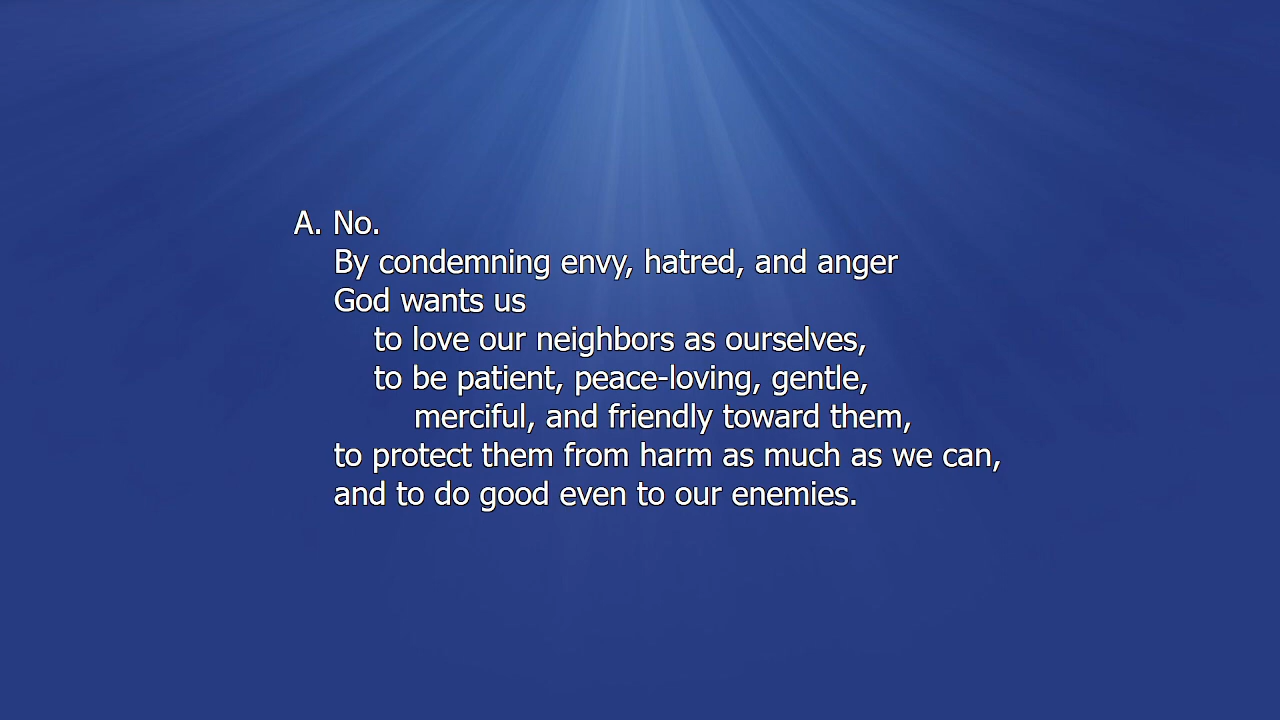 A. No.
By condemning envy, hatred, and anger
God wants us
to love our neighbors as ourselves,
to be patient, peace-loving, gentle,
merciful, and friendly toward them,
to protect them from harm as much as we can,
and to do good even to our enemies.